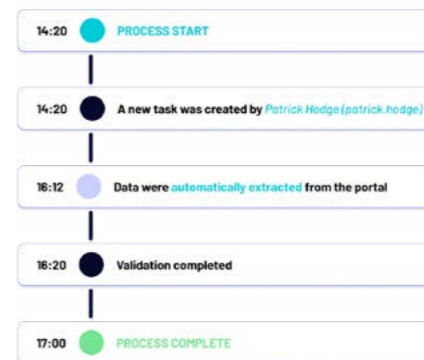 14:20 PROCESS START
14:20 A new task was created by Patrick Hodge (patrick.hodge)
16:12 Data were automatically extracted from the portal
16:20 Validation completed
17:00 PROCESS COMPLETE